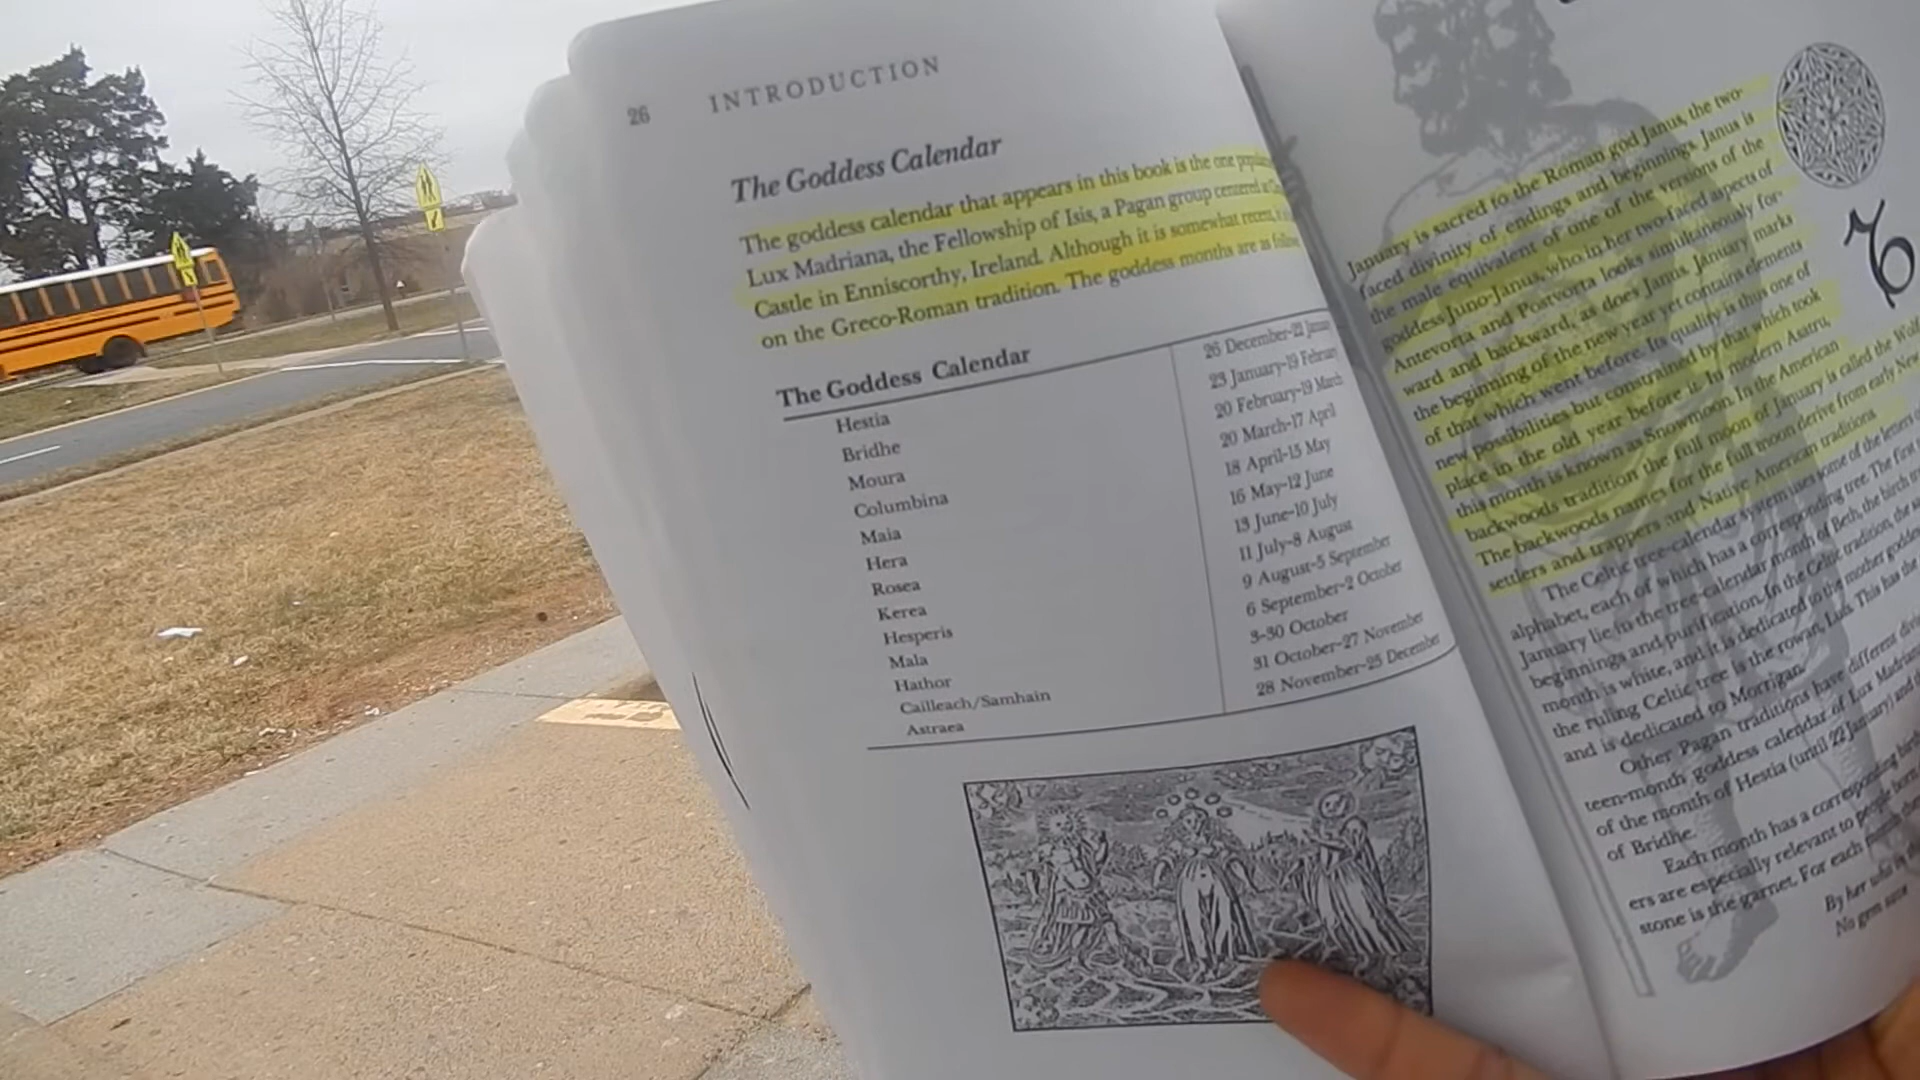 26 INTRODUCTION
The Goddess Calendar
The goddess calendar that appears in this book is the one
Lux Madriana, the Fellowship of Isis, a Pagan group centered at
Castle in Enniscorthy, Ireland. Although it is somewhat recent,
on the Greco-Roman tradition. The goddess months are as
The Goddess Calendar
Hestia 26 December-22
Bridhe 23 January-19
Moura 20 February-19 March
Columbina 20 March-17 April
Maia 18 April-15 May
Hera 16 May-12 June
Rosea 13 June-10 July
Kerea 11 July-8 August
Hesperis 9 August-5 September
Mala 6 September-2 October
Hathor 3-30 October
Cailleach/Samhain 31 October-27 November
Astraea 28 November-25 December
January is sacred to the Roman god Janus, the two-
faced divinity of endings and beginnings. Janus is
the male equivalent of one of the versions of the
goddess Juno-Janus, who in her two-faced aspects of
Antevorta and Postvorta looks simultaneously for-
ward and backward, as does Janus. January marks
the beginning of the new year yet contains elements
of that which went before. Its quality is thus one of
new possibilities but constrained by that which took
place in the old year before it. In modern Asatru,
this month is known as Snowmoon. In the American
backwoods tradition the full moon of January is called the Wolf
The backwoods names for the full moon derive from early New
settlers and trappers and Native American traditions.
The Celtic tree-calendar system uses some of the letters
alphabet, each of which has a corresponding tree. The first
January lie in the tree-calendar month of Beth, the birch
beginnings and purification. In the Celtic tradition, the
month is white, and it is dedicated to the mother goddess
the ruling Celtic tree is the rowan, Luis. This has the
and is dedicated to Morrigan.
Other Pagan traditions have different
teen-month goddess calendar of Lux
of the month of Hestia (until 22 January) and
of Bridhe.
Each month has a corresponding
ers are especially relevant to people born
stone is the garnet. For each
By her who in
No gem save